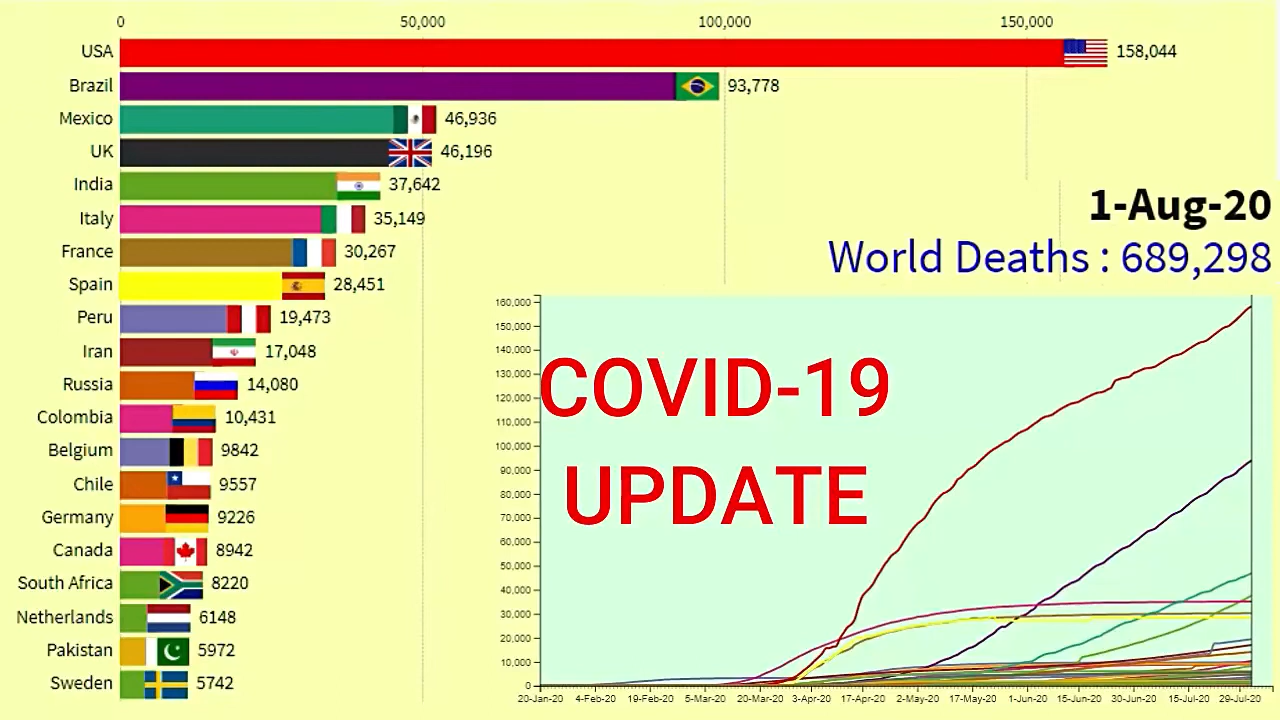 0 50,000 100,000 150,000
USA 158,044
Brazil 93,778
Mexico 46,936
UK 46,196
India 37,642
Italy 35,149
France 30,267
Spain 28,451
Peru 19,473
Iran 17,048
Russia 14,080
Colombia 10,431
Belgium 9842
Chile 9557
Germany 9226
Canada 8942
South Africa 8220
Netherlands 6148
Pakistan 5972
Sweden 5742
1-Aug-20
World Deaths : 689,298
COVID-19
UPDATE
160,000
150,000
140,000
130,000
120,000
110,000
100,000
90,000
80,000
70,000
60,000
50,000
40,000
30,000
20,000
10,000
0
20-Jan-20 4-Feb-20 19-Feb-20 5-Mar-20 20-Mar-20 3-Apr-20 17-Apr-20 2-May-20 17-May-20 1-Jun-20 15-Jun-20 30-Jun-20 15-Jul-20 29-Jul-20